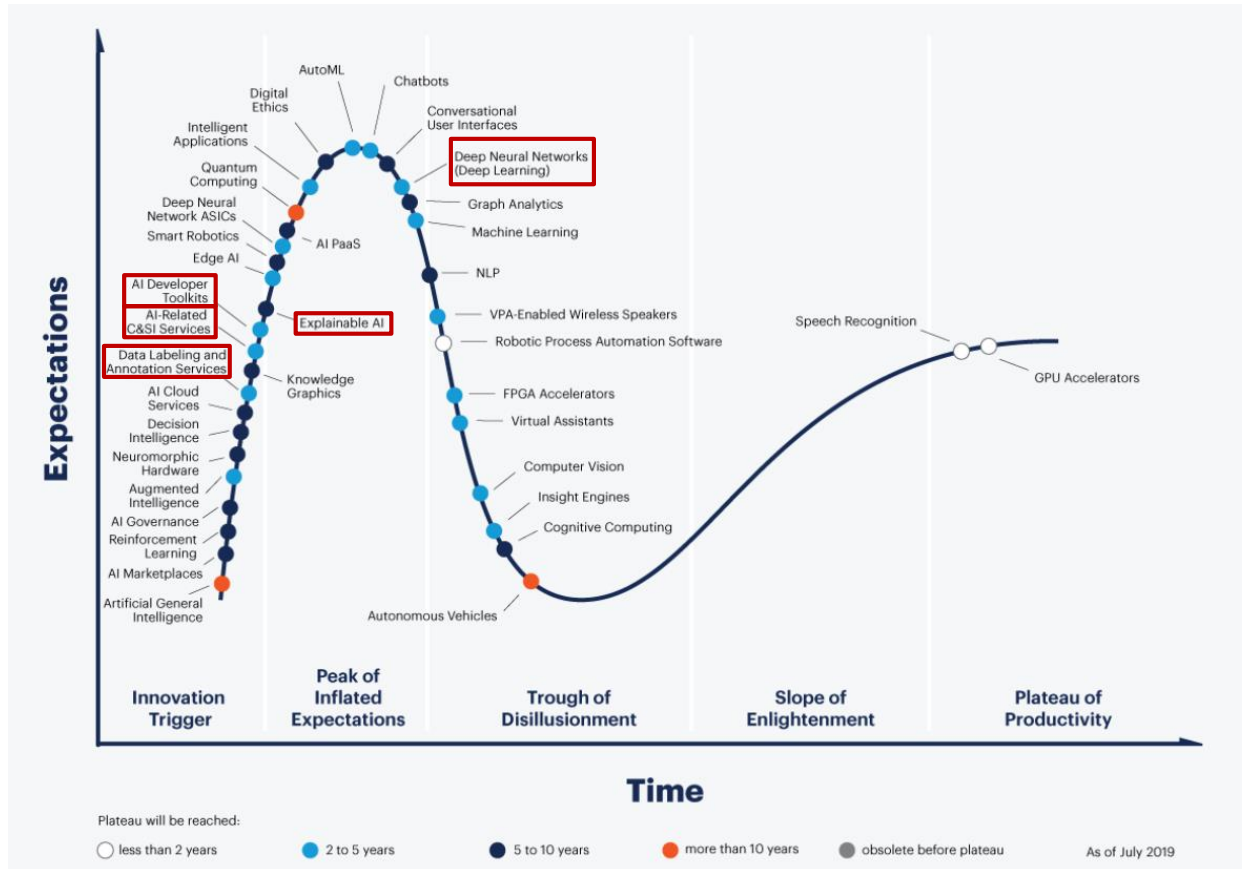 AutoML
Chatbots
Digital
Ethics
Conversational
User Interfaces
Intelligent
Applications
Deep Neural Networks
(Deep Learning)
Quantum
Computing
Graph Analytics
Deep Neural
Network ASICs
Machine Learning
Smart Robotics
AI PaaS
Edge AI
NLP
AI Developer
Toolkits
AI-Related
C&SI Services
Explainable AI
VPA-Enabled Wireless Speakers
Speech Recognition
Robotic Process Automation Software
Data Labeling and
Annotation Services
GPU Accelerators
Knowledge
Graphics
AI Cloud
Services
FPGA Accelerators
Decision
Intelligence
Virtual Assistants
Neuromorphic
Hardware
Computer Vision
Augmented
Intelligence
Insight Engines
AI Governance
Cognitive Computing
Reinforcement
Learning
AI Marketplaces
Artificial General
Intelligence
Autonomous Vehicles
Expectations
Innovation
Trigger
Peak of
Inflated
Expectations
Trough of
Disillusionment
Slope of
Enlightenment
Plateau of
Productivity
Time
Plateau will be reached:
less than 2 years
2 to 5 years
5 to 10 years
more than 10 years
obsolete before plateau
As of July 2019